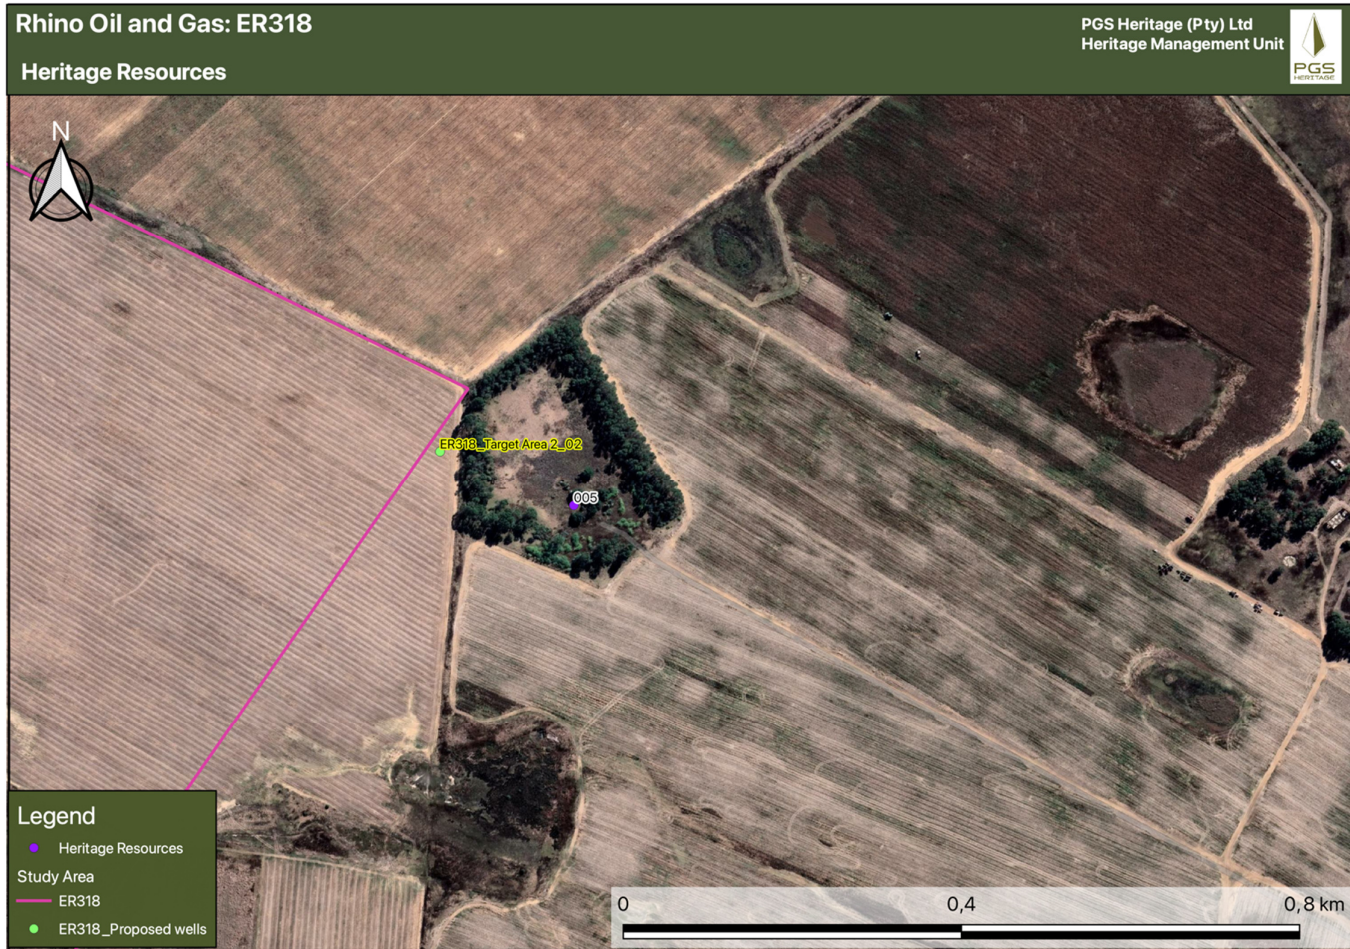 Rhino Oil and Gas: ER318
Heritage Resources
PGS Heritage (Pty) Ltd
Heritage Management Unit
PGS
HERITAGE
N
ER318_Target Area 2_02
005
Legend
Heritage Resources
Study Area
ER318
ER318_Proposed wells
0 0,4 0,8 km